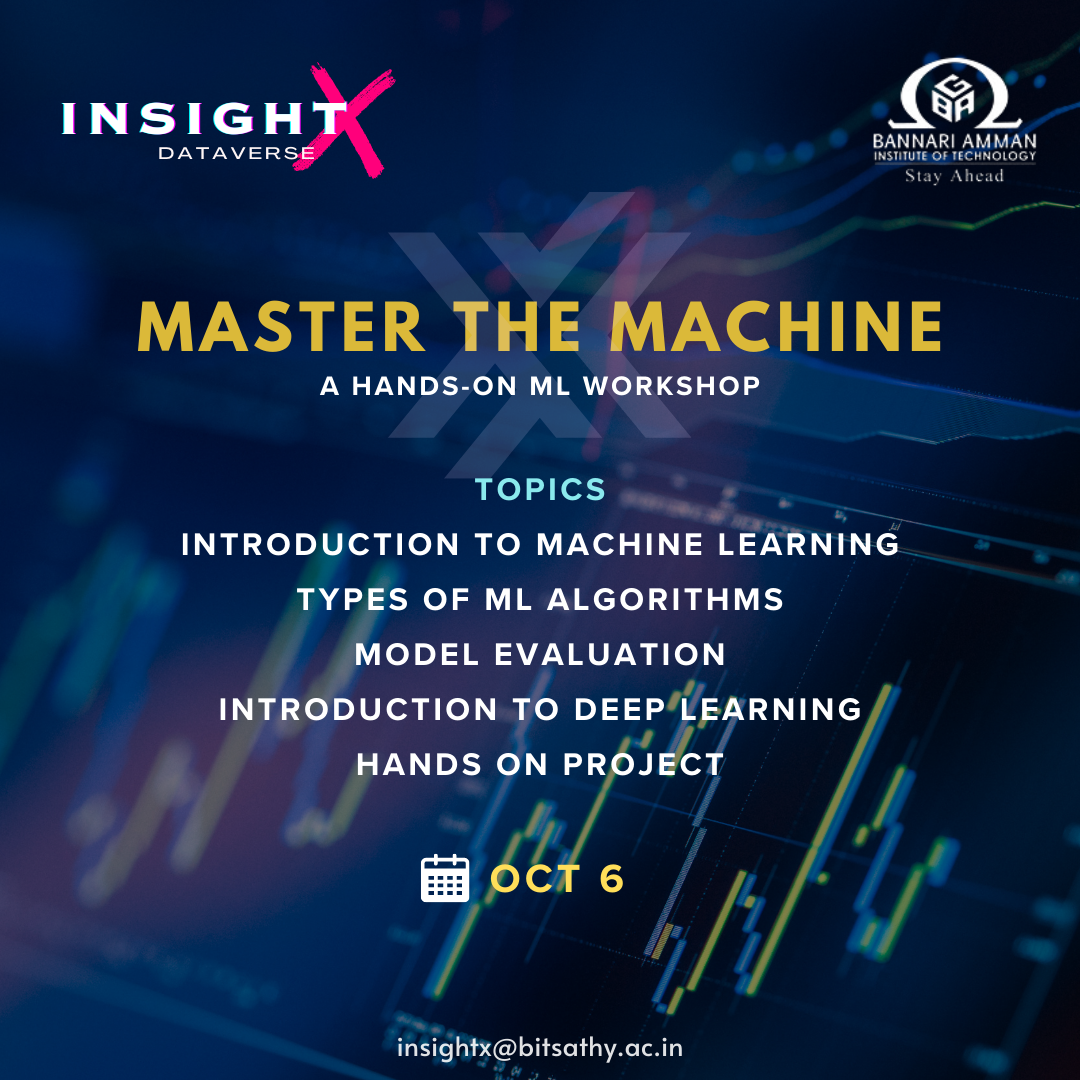 INSIGHT X
DATAVERSE
GBA
BANNARI AMMAN
INSTITUTE OF TECHNOLOGY
Stay Ahead
MASTER THE MACHINE
A HANDS-ON ML WORKSHOP
TOPICS
INTRODUCTION TO MACHINE LEARNING
TYPES OF ML ALGORITHMS
MODEL EVALUATION
INTRODUCTION TO DEEP LEARNING
HANDS ON PROJECT
OCT 6
insightx@bitsathy.ac.in